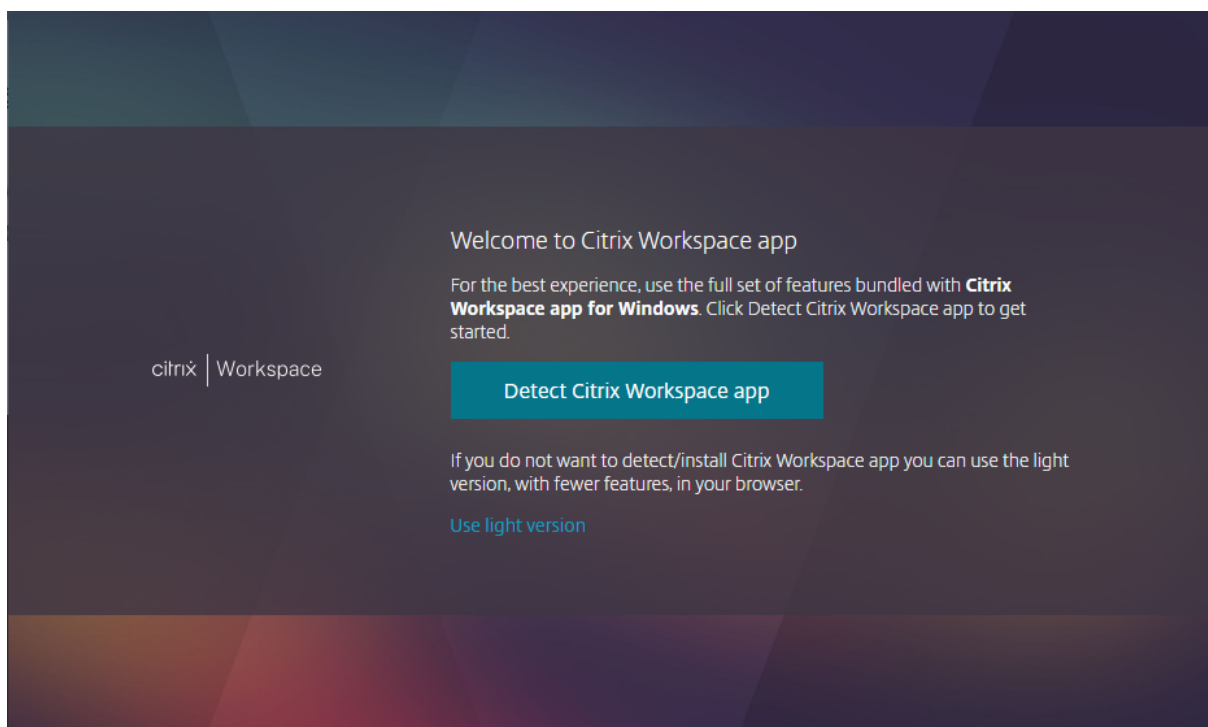 Welcome to Citrix Workspace app
For the best experience, use the full set of features bundled with Citrix
Workspace app for Windows. Click Detect Citrix Workspace app to get
started.
citrix | Workspace
Detect Citrix Workspace app
If you do not want to detect/install Citrix Workspace app you can use the light
version, with fewer features, in your browser.
Use light version